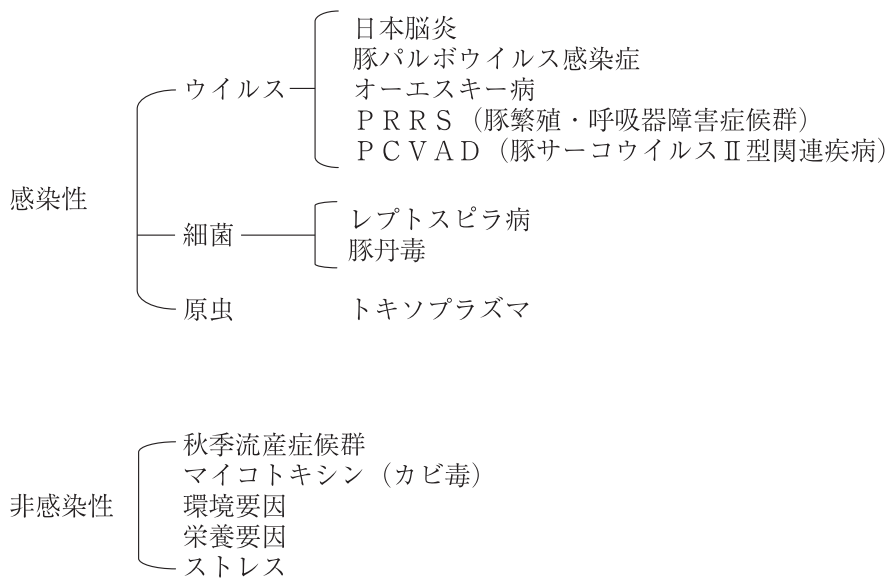 感染性
ウイルス
日本脳炎
豚パルボウイルス感染症
オーエスキー病
ＰＲＲＳ（豚繁殖・呼吸器障害症候群）
ＰＣＶＡＤ（豚サーコウイルスⅡ型関連疾病）
細菌
レプトスピラ病
豚丹毒
原虫
トキソプラズマ
非感染性
秋季流産症候群
マイコトキシン（カビ毒）
環境要因
栄養要因
ストレス